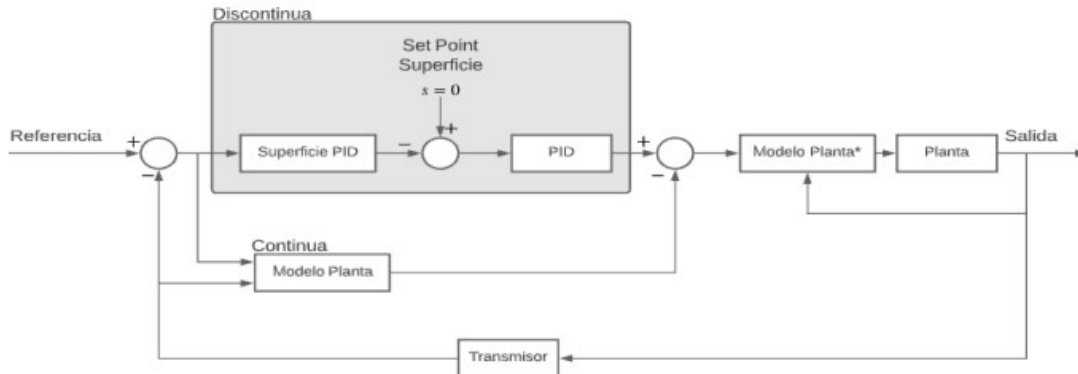 Discontinua
Set Point
Superficie
s = 0
Referencia
+
−
Superficie PID
−
+
PID
+
−
Modelo Planta*
Planta
Salida
Continua
Modelo Planta
Transmisor